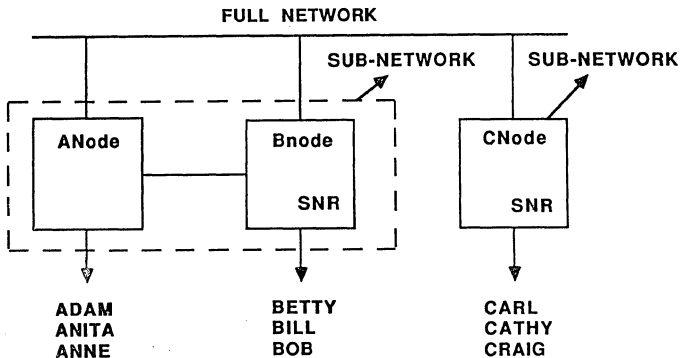 FULL NETWORK
SUB-NETWORK
SUB-NETWORK
ANode
Bnode
CNode
SNR
SNR
ADAM
ANITA
ANNE
BETTY
BILL
BOB
CARL
CATHY
CRAIG